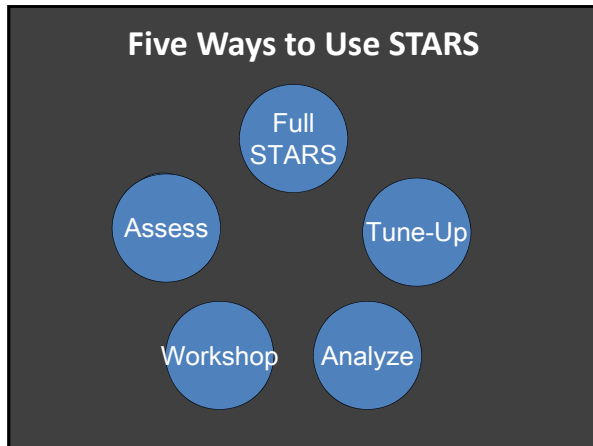 Five Ways to Use STARS
Full
STARS
Assess
Tune-Up
Workshop
Analyze